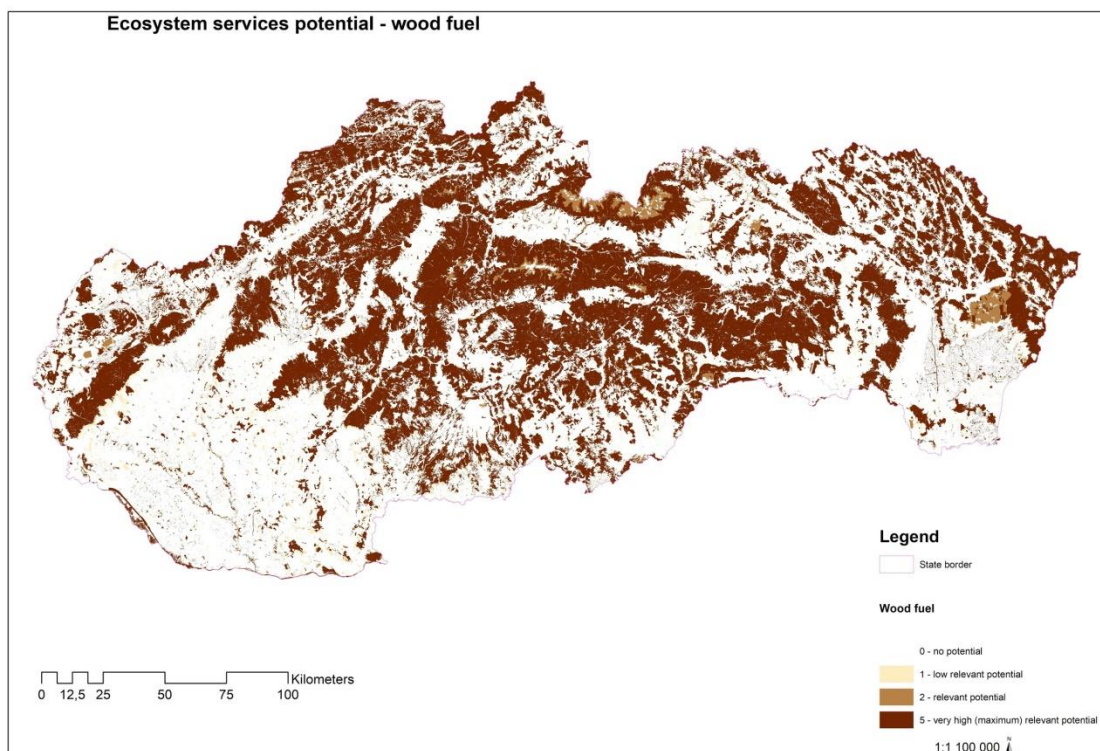 Ecosystem services potential - wood fuel
Legend
State border
Wood fuel
0 - no potential
1 - low relevant potential
2 - relevant potential
5 - very high (maximum) relevant potential
Kilometers
0 12,5 25 50 75 100
N
1:1 100 000